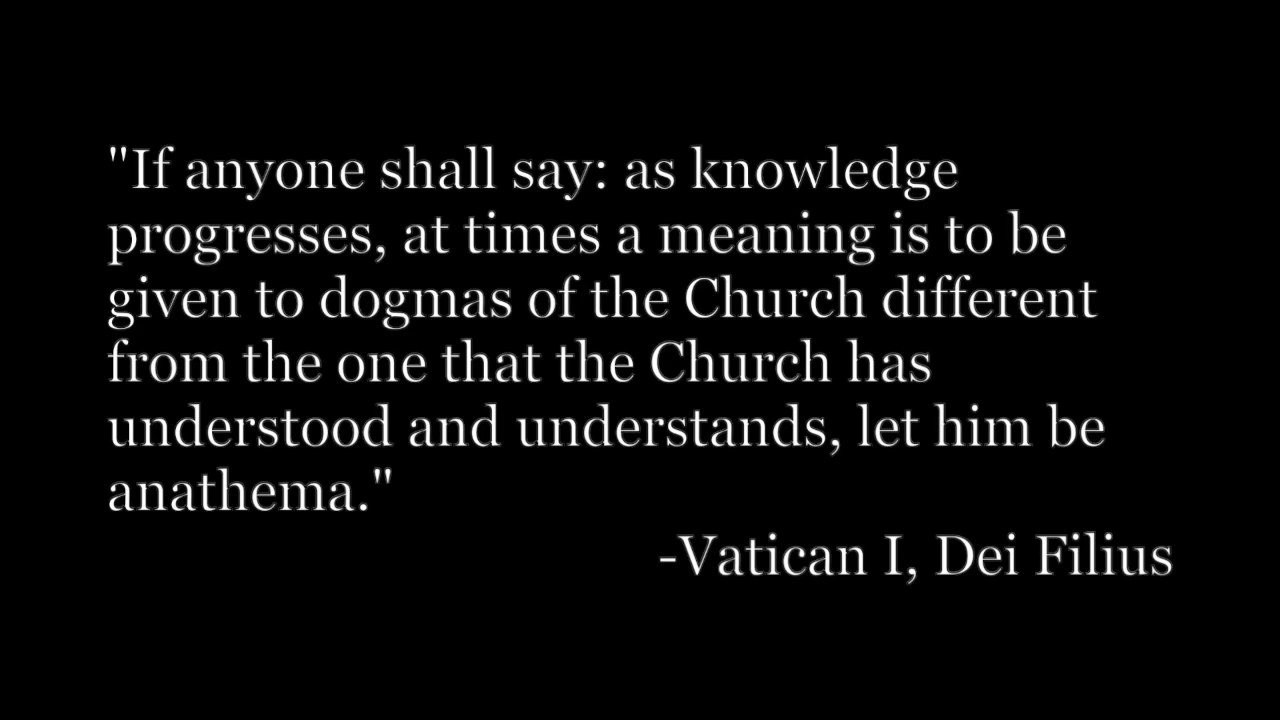 "If anyone shall say: as knowledge
progresses, at times a meaning is to be
given to dogmas of the Church different
from the one that the Church has
understood and understands, let him be
anathema."
-Vatican I, Dei Filius